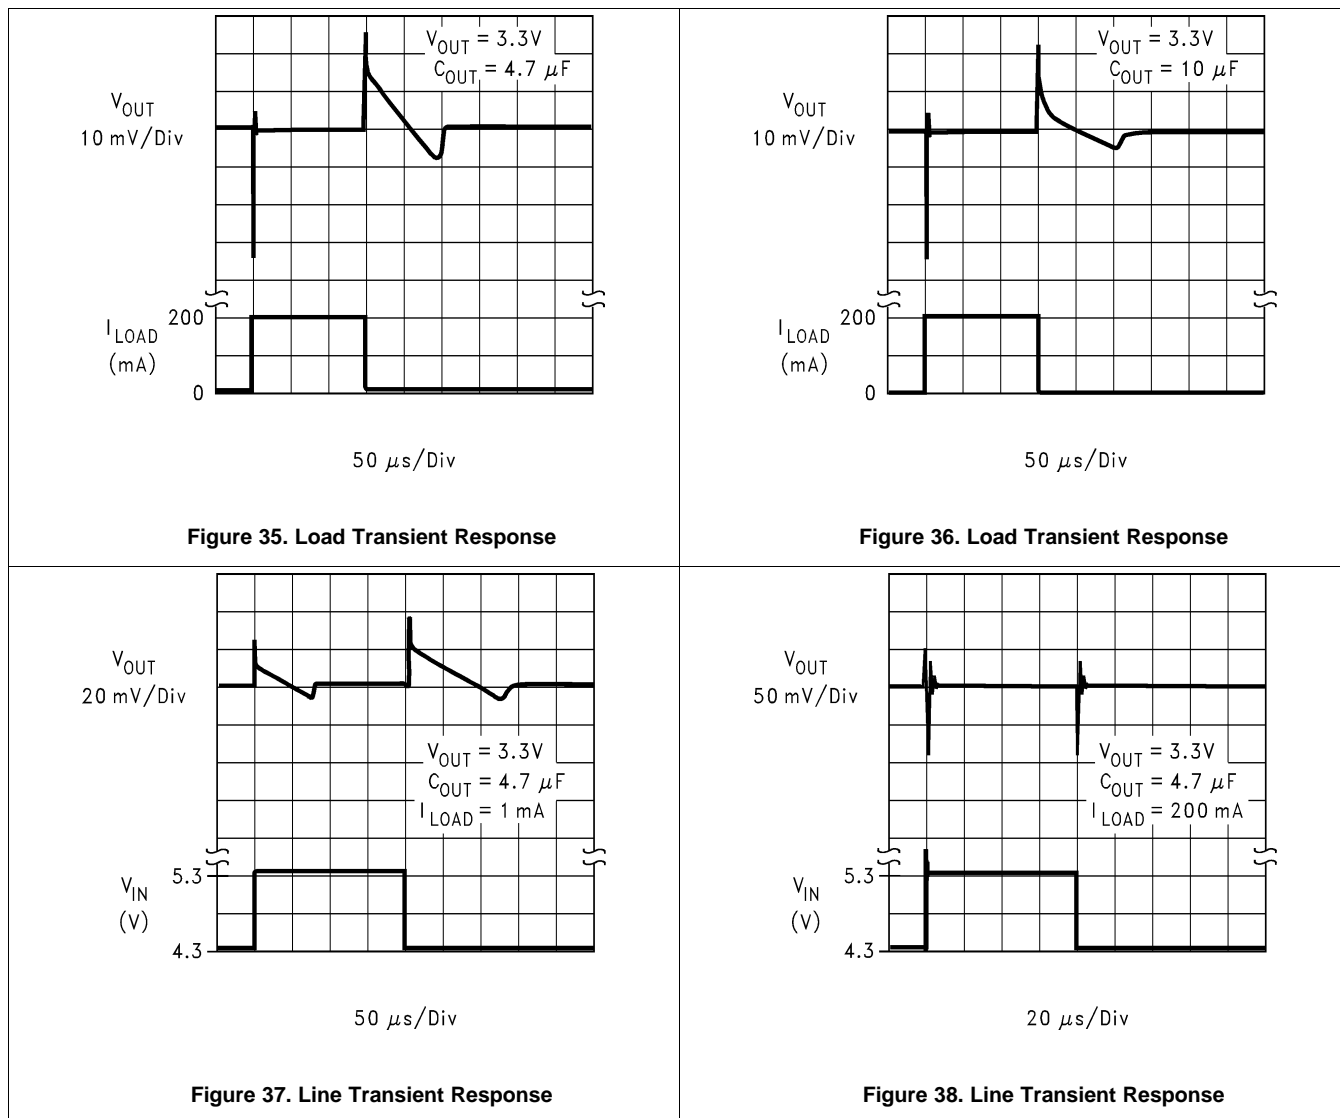 V_OUT = 3.3V
C_OUT = 4.7 μF
V_OUT
10 mV/Div
200
I_LOAD
(mA)
0
50 μs/Div
Figure 35. Load Transient Response
V_OUT = 3.3V
C_OUT = 10 μF
V_OUT
10 mV/Div
200
I_LOAD
(mA)
0
50 μs/Div
Figure 36. Load Transient Response
V_OUT
20 mV/Div
V_OUT = 3.3V
C_OUT = 4.7 μF
I_LOAD = 1 mA
5.3
V_IN
(V)
4.3
50 μs/Div
Figure 37. Line Transient Response
V_OUT
50 mV/Div
V_OUT = 3.3V
C_OUT = 4.7 μF
I_LOAD = 200 mA
5.3
V_IN
(V)
4.3
20 μs/Div
Figure 38. Line Transient Response